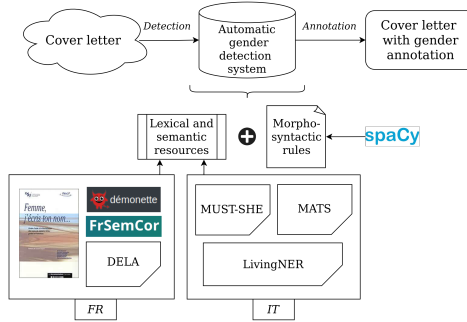 Cover letter
Detection
Automatic
gender
detection
system
Annotation
Cover letter
with gender
annotation
Lexical and
semantic
resources
Morpho-
syntactic
rules
spaCy
Femme,
j'écris ton nom...
démonette
FrSemCor
DELA
MUST-SHE
MATS
LivingNER
FR
IT